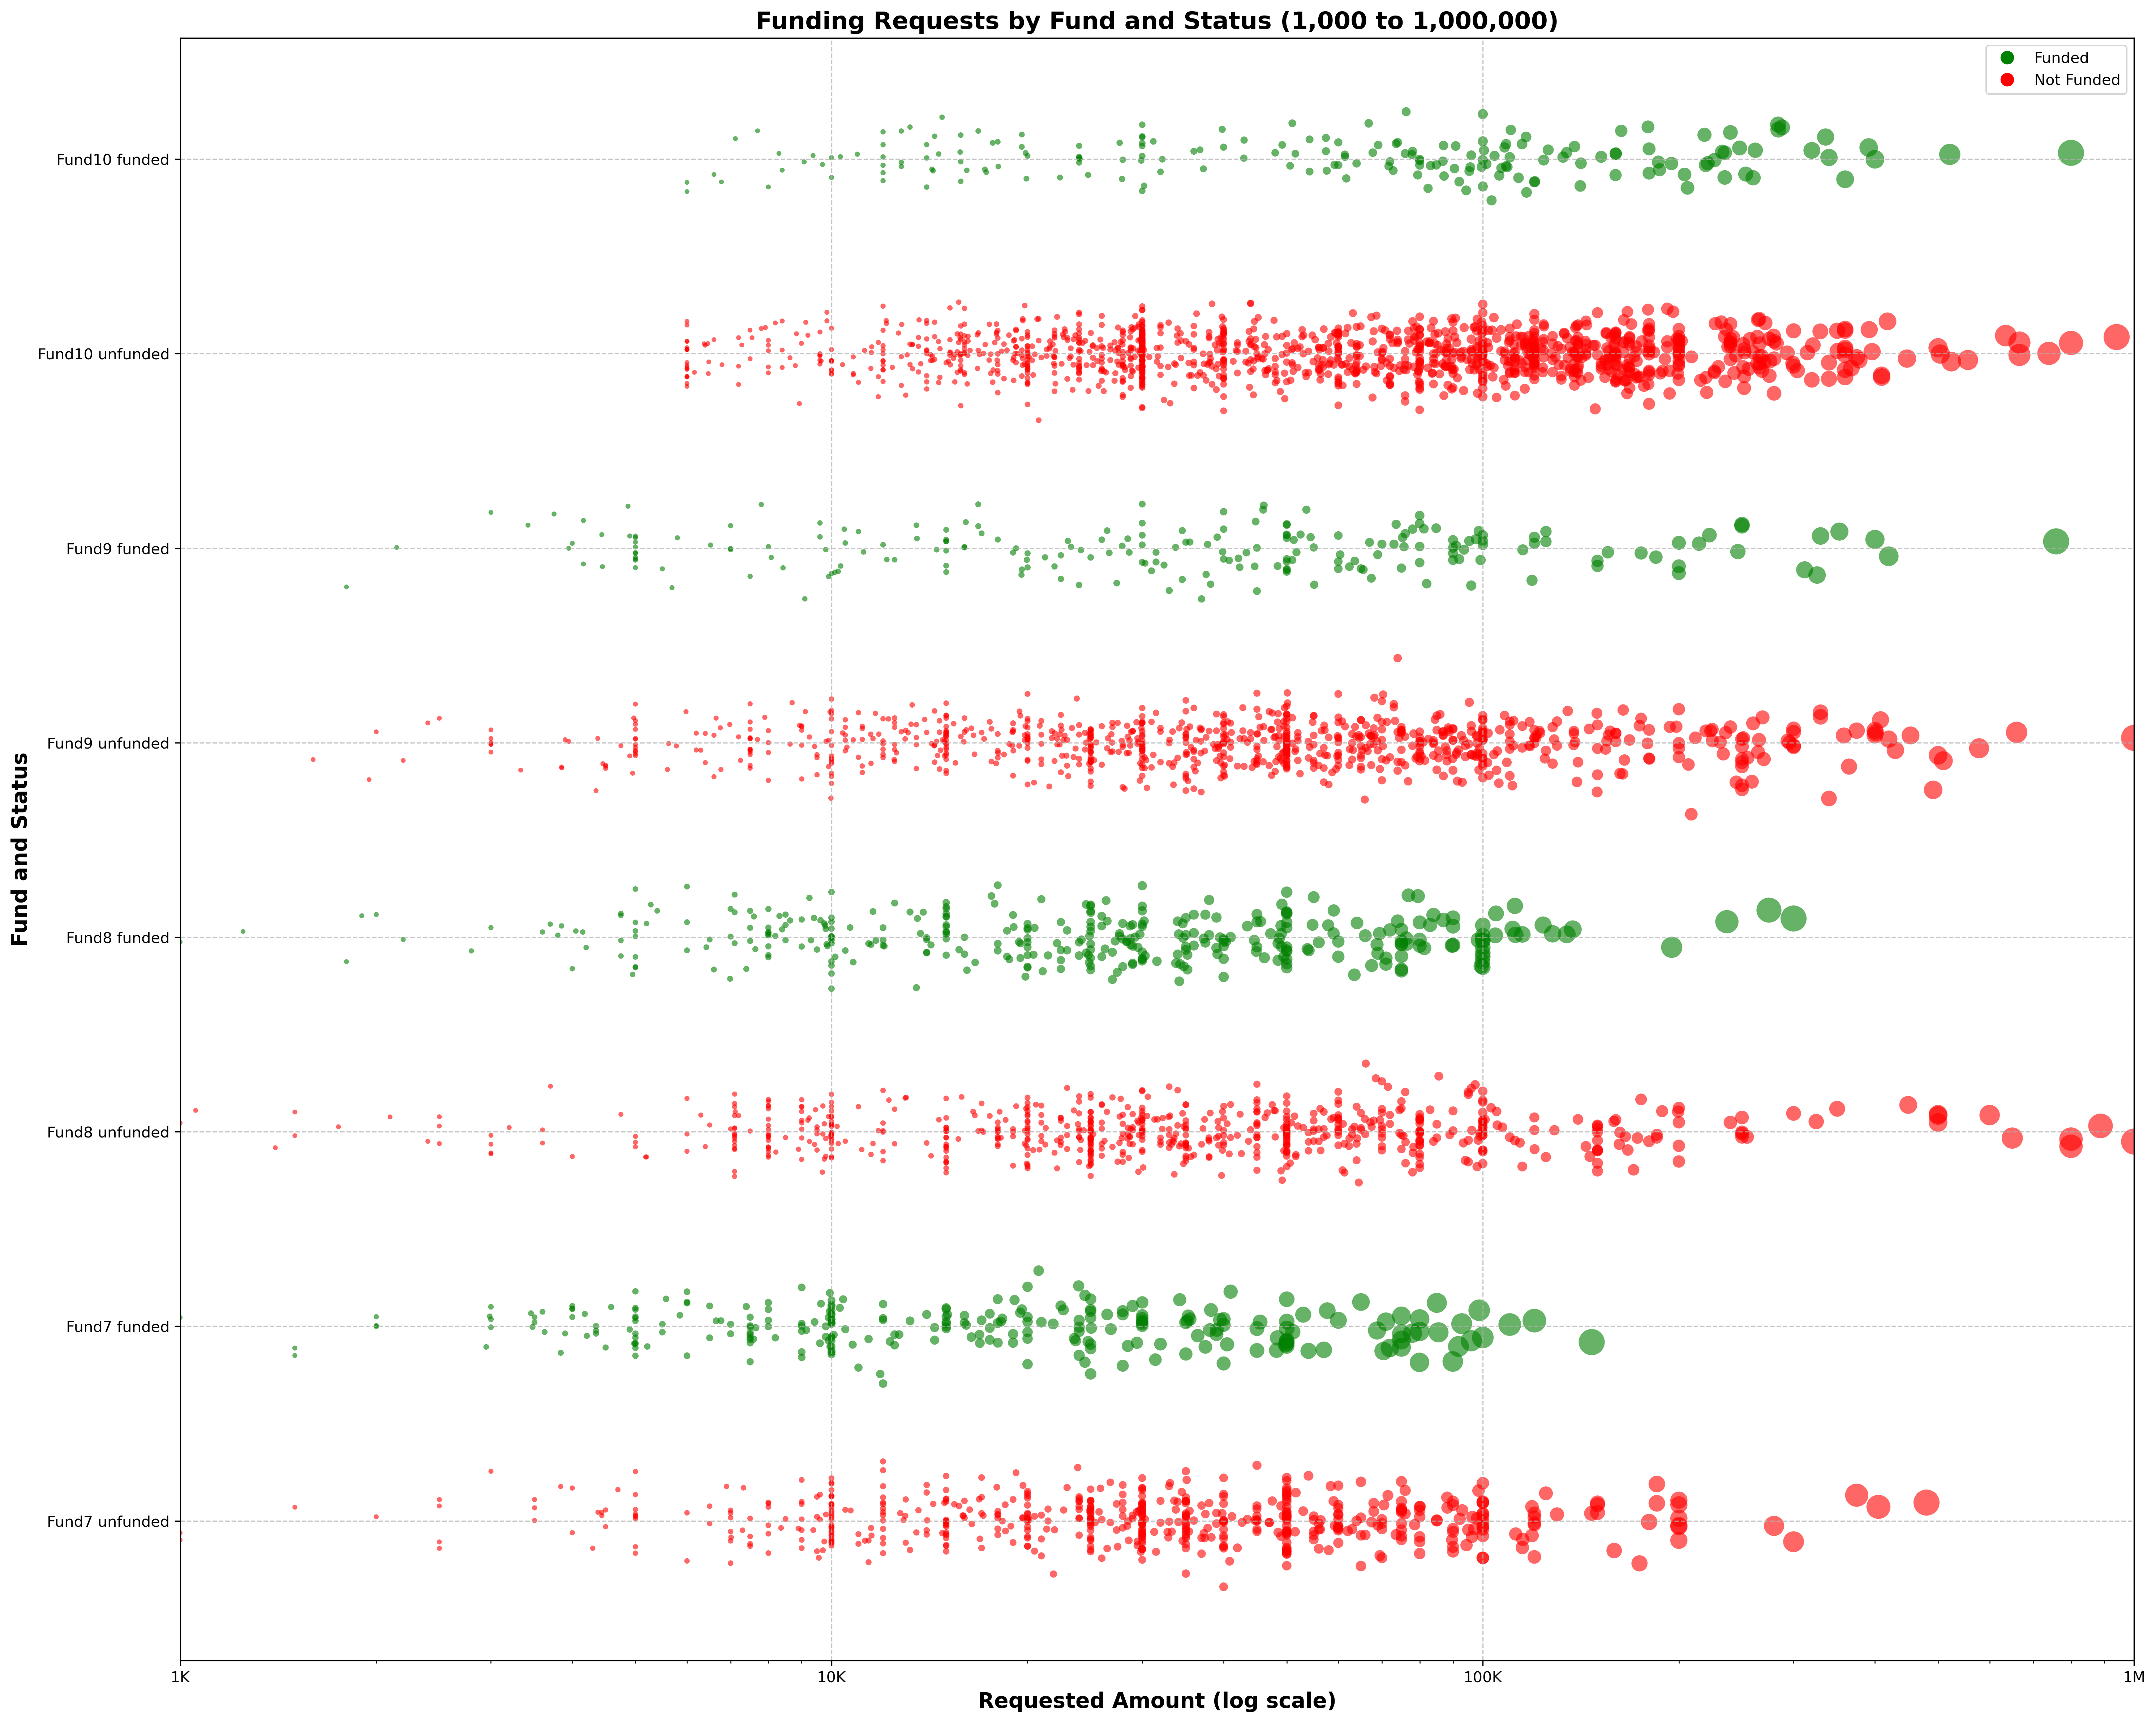 Funding Requests by Fund and Status (1,000 to 1,000,000)
Funded
Not Funded
Fund10 funded
Fund10 unfunded
Fund9 funded
Fund9 unfunded
Fund8 funded
Fund8 unfunded
Fund7 funded
Fund7 unfunded
Fund and Status
1K
10K
100K
1M
Requested Amount (log scale)